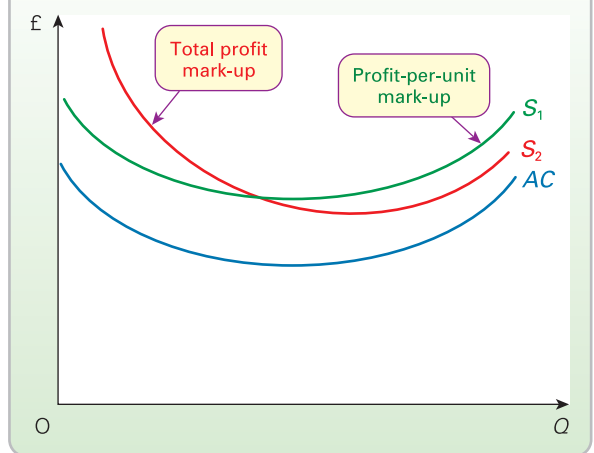 £
Total profit
mark-up
Profit-per-unit
mark-up
S₁
S₂
AC
O
Q